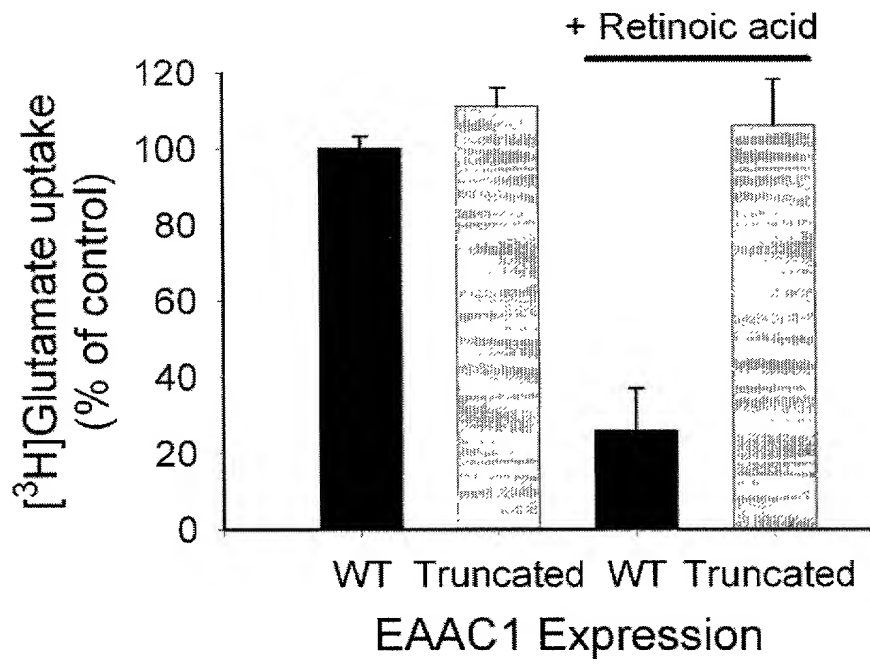 + Retinoic acid
[³H]Glutamate uptake
(% of control)
120
100
80
60
40
20
0
WT Truncated WT Truncated
EAAC1 Expression